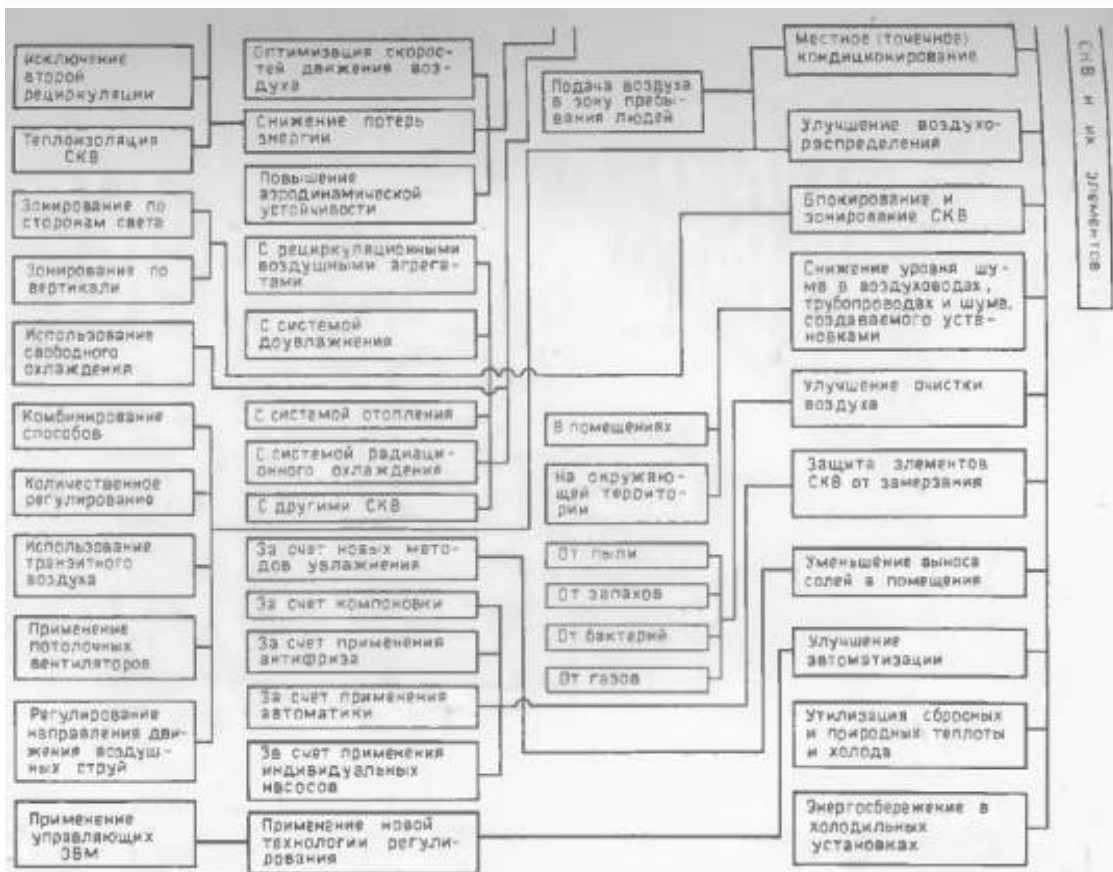 Исключение
второй
рециркуляции
Теплоизоляция
СКВ
Зонирование по
сторонам света
Зонирование по
вертикали
Использование
свободного
охлаждения
Комбинирование
способов
Количественное
регулирование
Использование
транзитного
воздуха
Применение
потолочных
вентиляторов
Регулирование
направления дви-
жения воздуш-
ных струй
Применение
управляющих
ЭВМ
Оптимизация скорос-
тей движения воз-
духа
Снижение потерь
энергии
Повышение
аэродинамической
устойчивости
С рециркуляционными
воздушными агрега-
тами
С системой
доувлажнения
С системой отопления
С системой радиаци-
онного охлаждения
С другими СКВ
За счет новых мето-
дов увлажнения
За счет компоновки
За счет применения
антифриза
За счет применения
автоматики
За счет применения
индивидуальных
насосов
Применение новой
технологии регули-
рования
Подача воздуха
в зону пребы-
вания людей
В помещениях
На окружаю-
щей террито-
рии
От пыли
От запахов
От бактерий
От газов
Местное (точечное)
кондиционирование
Улучшение воздухо-
распределения
Блокирование и
зонирование СКВ
Снижение уровня шу-
ма в воздуховодах,
трубопроводах и шума,
создаваемого уста-
новками
Улучшение очистки
воздуха
Защита элементов
СКВ от замерзания
Уменьшение выноса
солей в помещения
Улучшение
автоматизации
Утилизация сбросных
и природных теплоты
и холода
Энергосбережение в
холодильных
установках
СКВ и их элементов